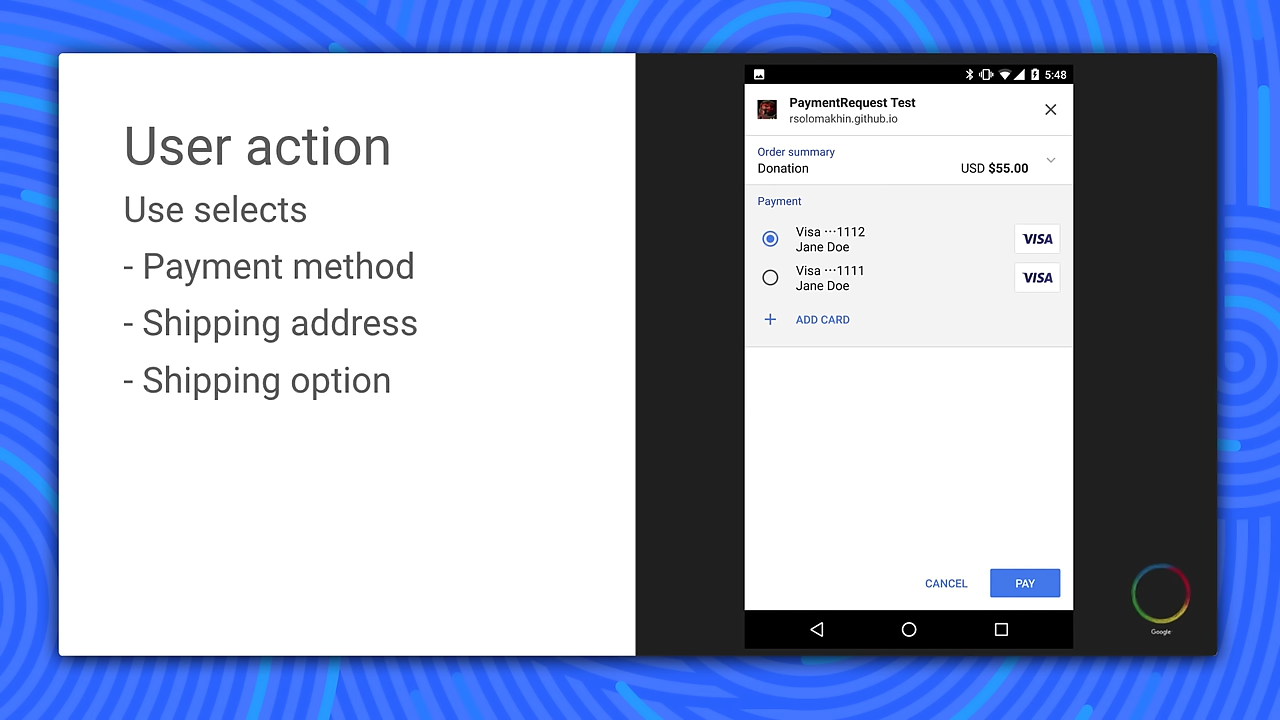 User action
Use selects
- Payment method
- Shipping address
- Shipping option
5:48
PaymentRequest Test
rsolomakhin.github.io
Order summary
Donation USD $55.00
Payment
Visa ···1112
Jane Doe
VISA
Visa ···1111
Jane Doe
VISA
+ ADD CARD
CANCEL PAY
Google